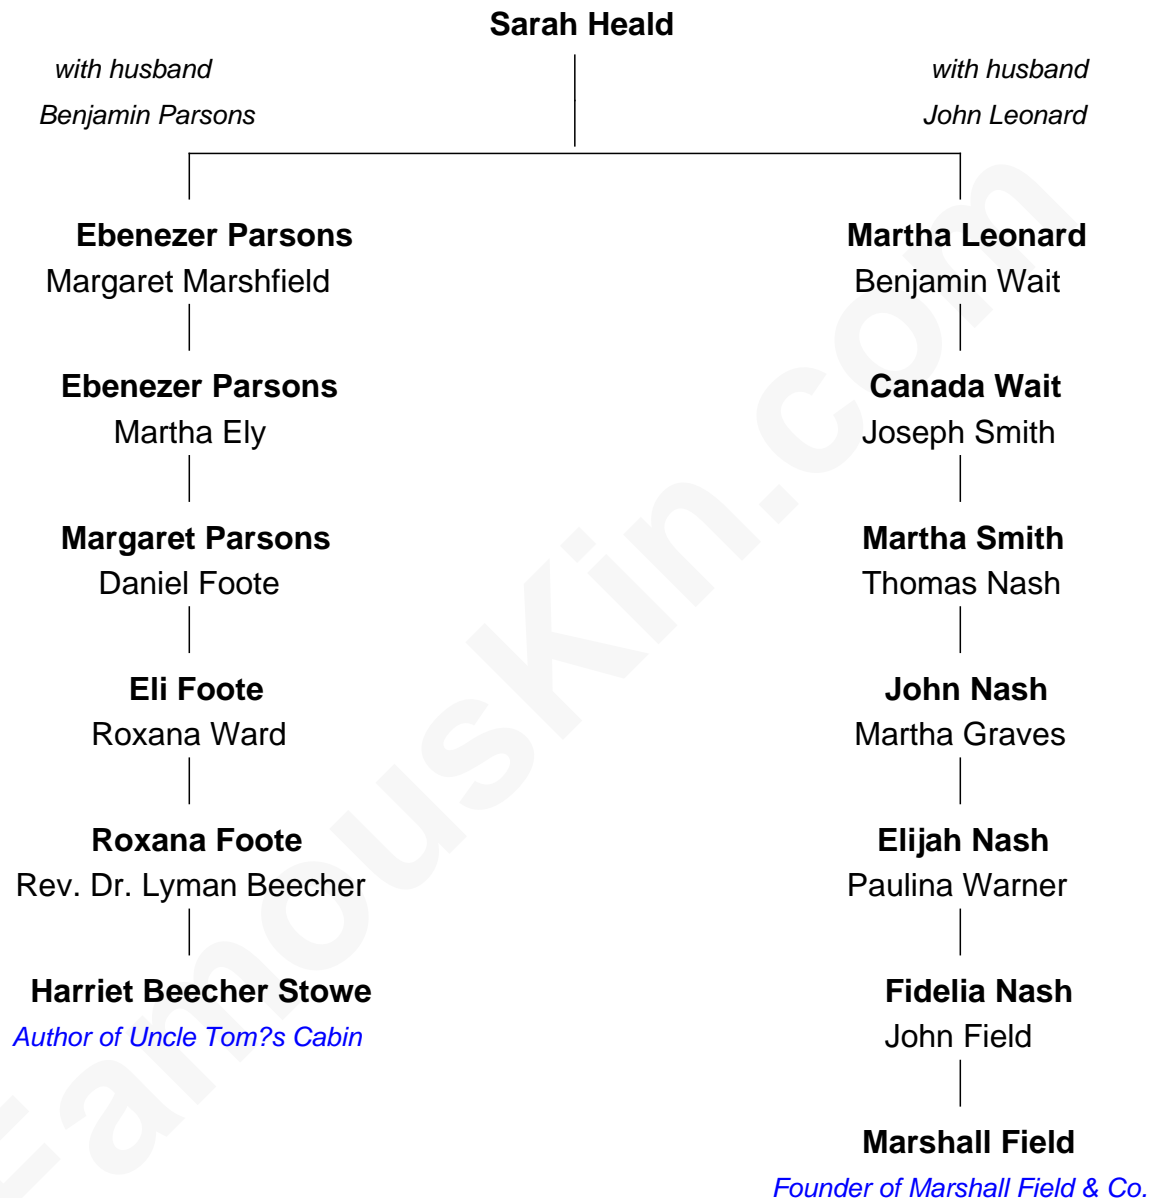 Sarah Heald
with husband
Benjamin Parsons
with husband
John Leonard
Ebenezer Parsons
Margaret Marshfield
Martha Leonard
Benjamin Wait
Ebenezer Parsons
Martha Ely
Canada Wait
Joseph Smith
Margaret Parsons
Daniel Foote
Martha Smith
Thomas Nash
Eli Foote
Roxana Ward
John Nash
Martha Graves
Roxana Foote
Rev. Dr. Lyman Beecher
Elijah Nash
Paulina Warner
Harriet Beecher Stowe
Author of Uncle Tom?s Cabin
Fidelia Nash
John Field
Marshall Field
Founder of Marshall Field & Co.
FamousKin.com